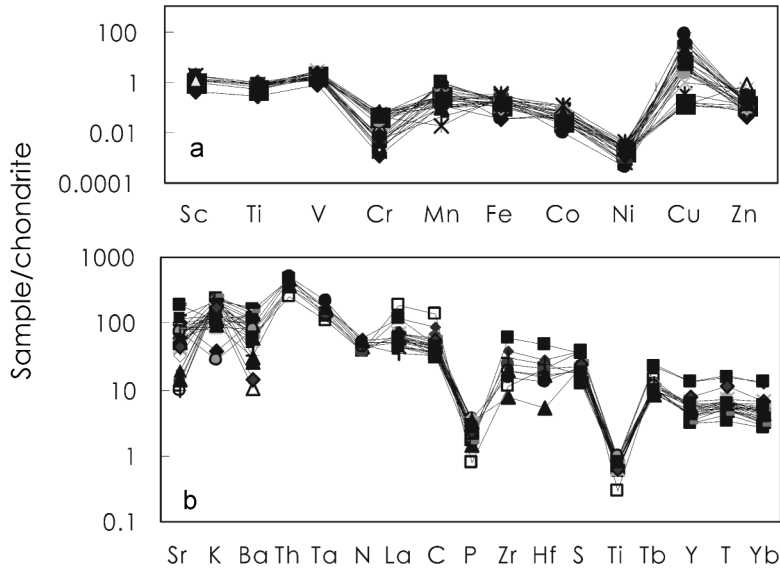 Sample/chondrite
100
1
0.01
0.0001
a
Sc Ti V Cr Mn Fe Co Ni Cu Zn
1000
100
10
1
0.1
b
Sr K Ba Th Ta N La C P Zr Hf S Ti Tb Y T Yb